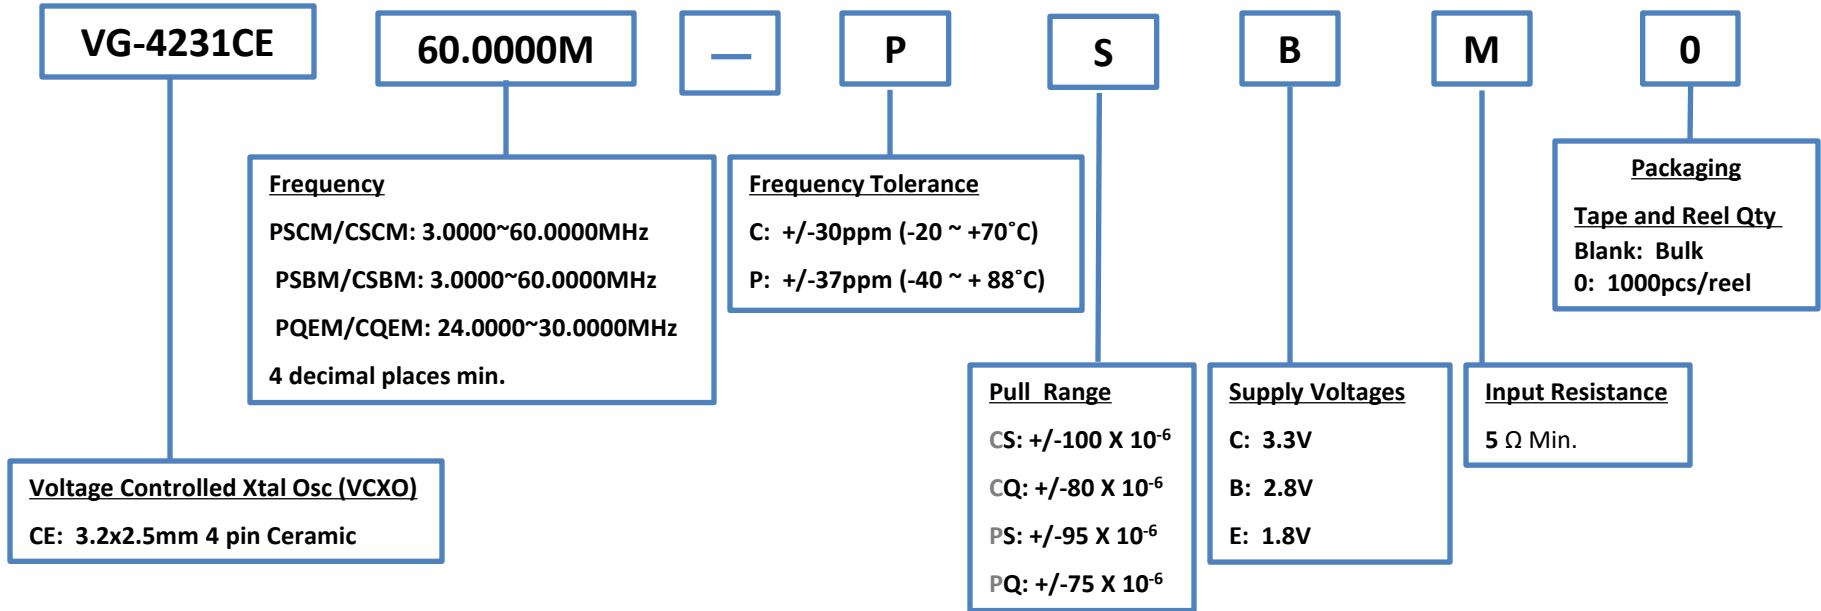 VG-4231CE 60.0000M — P S B M 0
Frequency
PSCM/CSCM: 3.0000~60.0000MHz
PSBM/CSBM: 3.0000~60.0000MHz
PQEM/CQEM: 24.0000~30.0000MHz
4 decimal places min.
Frequency Tolerance
C: +/-30ppm (-20 ~ +70˚C)
P: +/-37ppm (-40 ~ + 88˚C)
Packaging
Tape and Reel Qty
Blank: Bulk
0: 1000pcs/reel
Pull Range
CS: +/-100 X 10⁻⁶
CQ: +/-80 X 10⁻⁶
PS: +/-95 X 10⁻⁶
PQ: +/-75 X 10⁻⁶
Supply Voltages
C: 3.3V
B: 2.8V
E: 1.8V
Input Resistance
5 Ω Min.
Voltage Controlled Xtal Osc (VCXO)
CE: 3.2x2.5mm 4 pin Ceramic